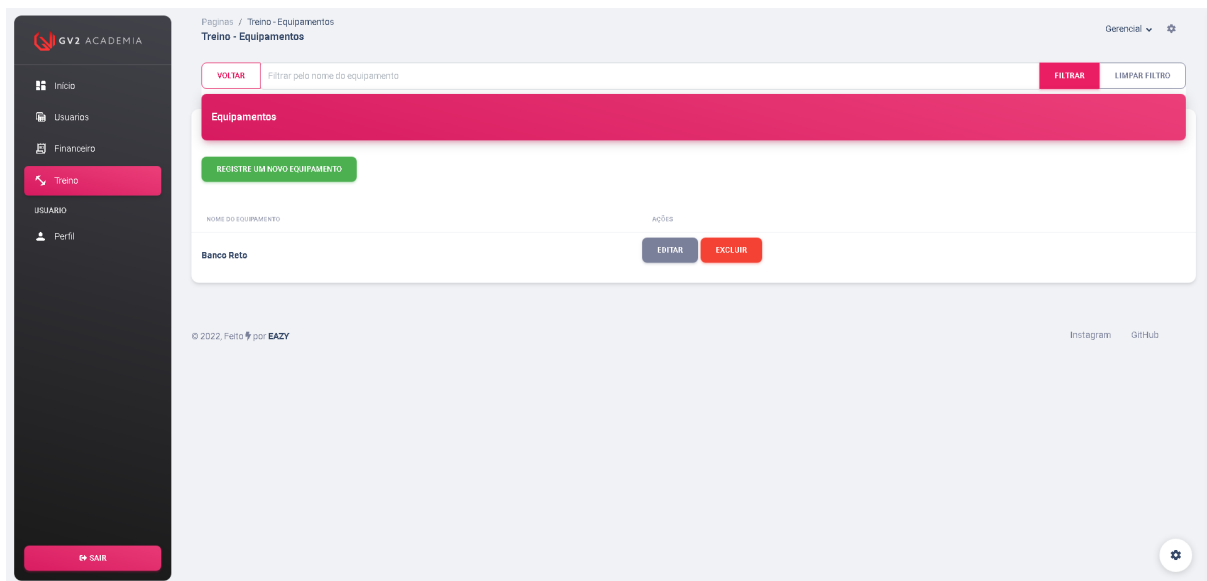 GV2 ACADEMIA
Início
Usuarios
Financeiro
Treino
USUARIO
Perfil
SAIR
Paginas / Treino - Equipamentos
Treino - Equipamentos
Gerencial
VOLTAR Filtrar pelo nome do equipamento FILTRAR LIMPAR FILTRO
Equipamentos
REGISTRE UM NOVO EQUIPAMENTO
NOME DO EQUIPAMENTO AÇÕES
Banco Reto EDITAR EXCLUIR
© 2022, Feito por EAZY Instagram GitHub